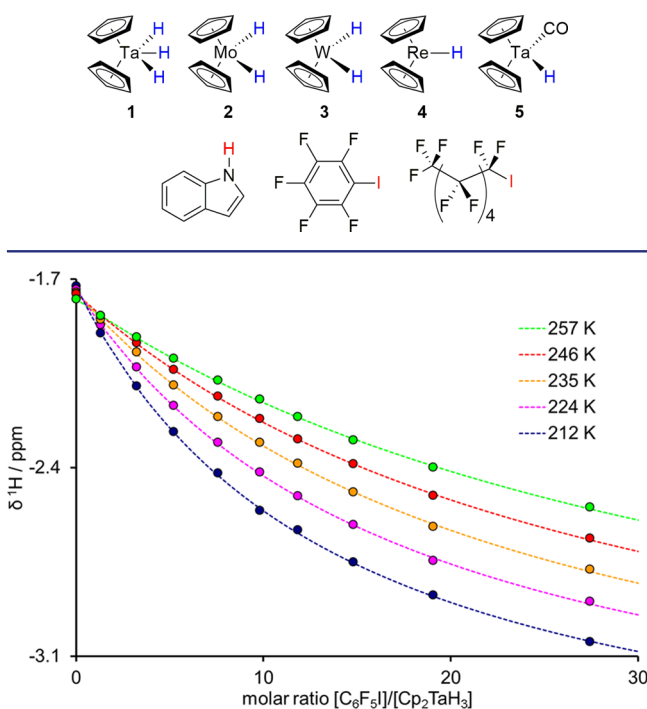 Ta H H H
Mo H H
W H H
Re H
Ta CO H
1 2 3 4 5
H N
F F F F F I
F F F F F F F F I 4
-1.7
-2.4
-3.1
δ ¹H / ppm
257 K
246 K
235 K
224 K
212 K
0 10 20 30
molar ratio [C₆F₅I]/[Cp₂TaH₃]